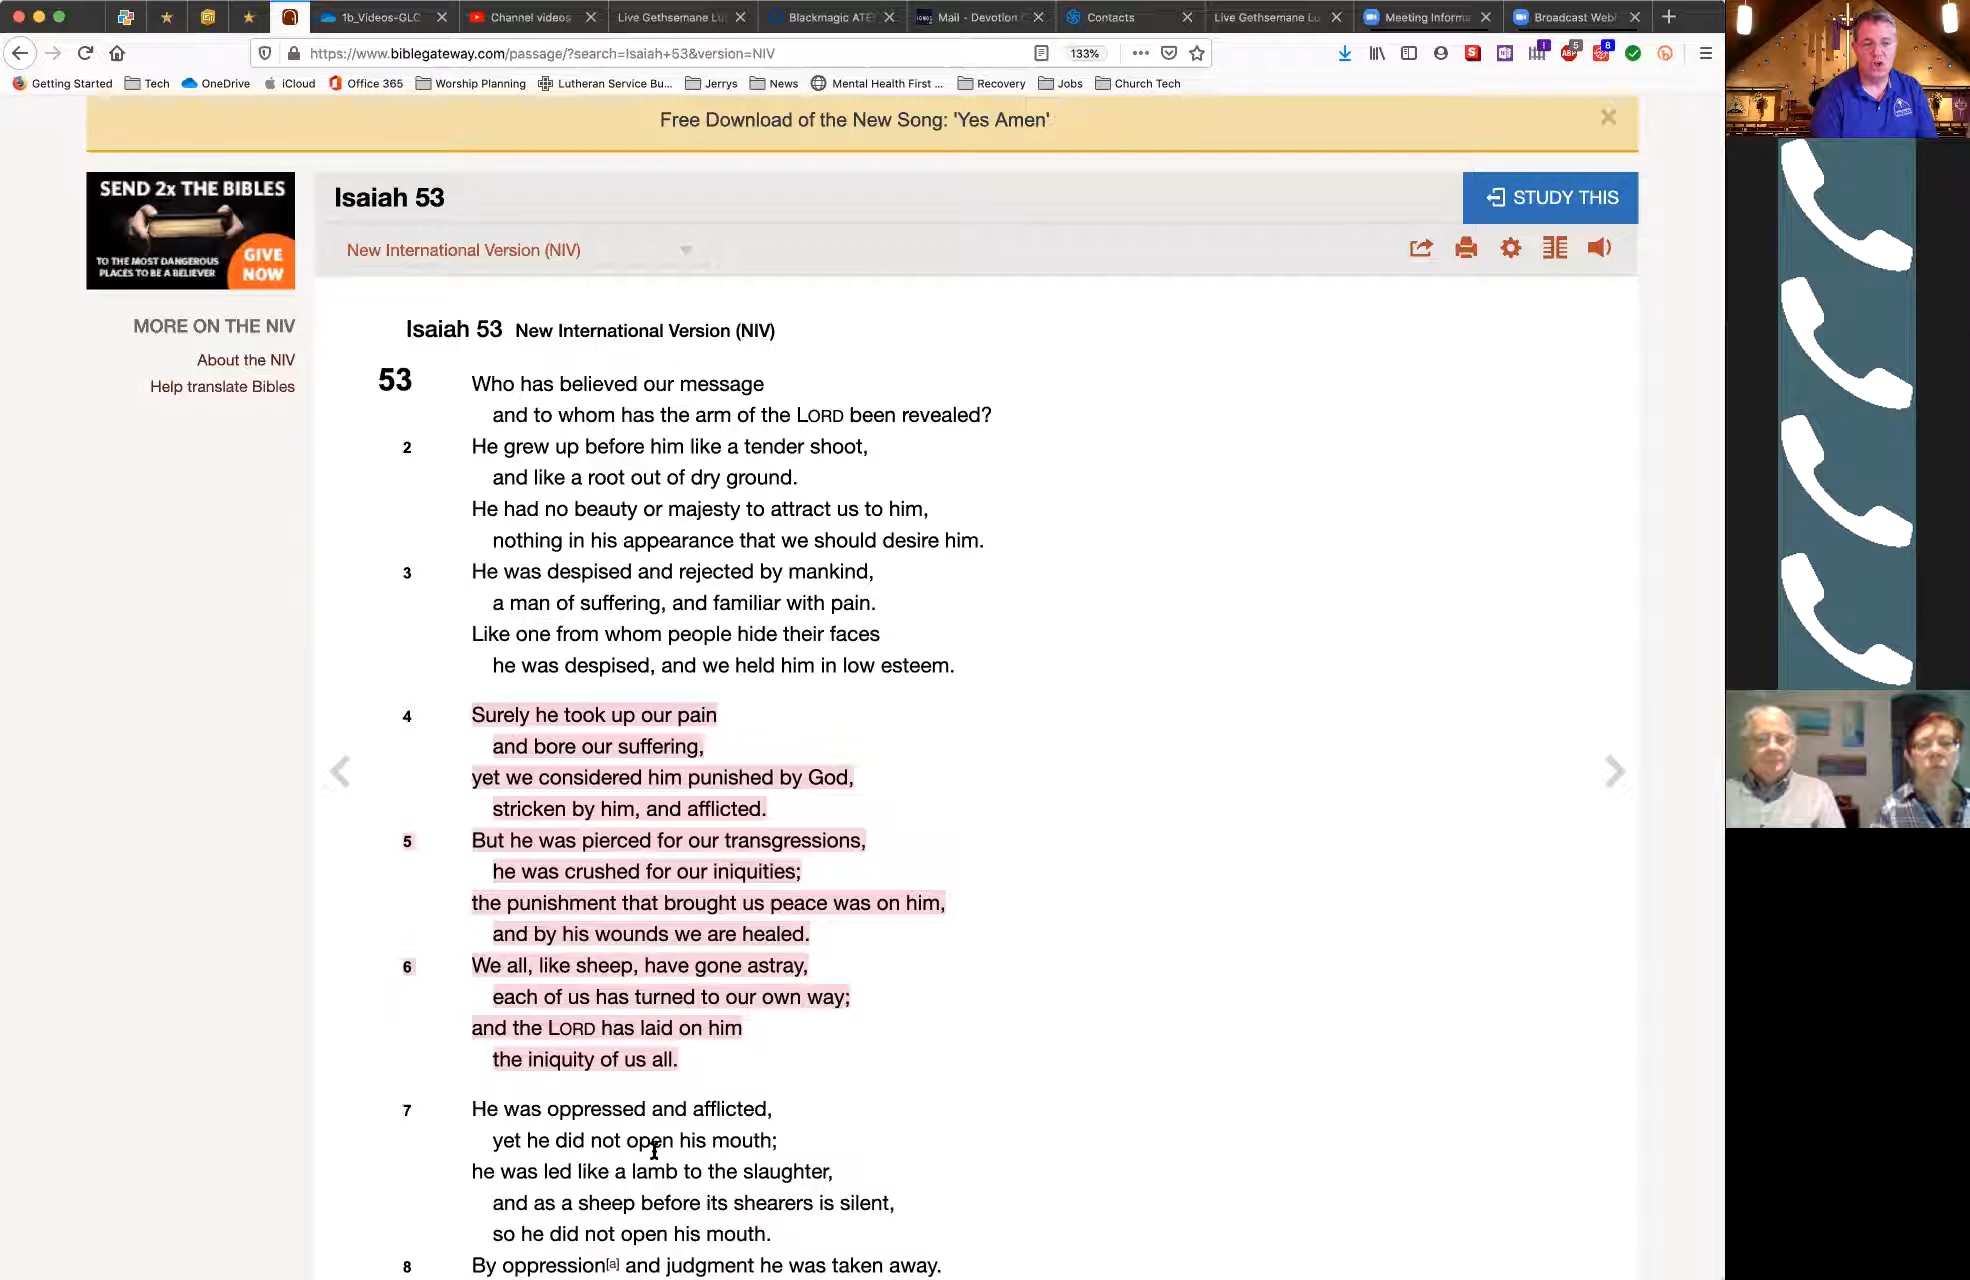 1b_Videos-GLC
Channel videos
Live Gethsemane Lu
Blackmagic ATE
IONOS
Mail - Devotion
Contacts
Live Gethsemane Lu
Meeting Informa
Broadcast Webi
https://www.biblegateway.com/passage/?search=Isaiah+53&version=NIV
133%
5
8
Getting Started
Tech
OneDrive
iCloud
Office 365
Worship Planning
Lutheran Service Bu...
Jerrys
News
Mental Health First ...
Recovery
Jobs
Church Tech
Free Download of the New Song: 'Yes Amen'
SEND 2x THE BIBLES
TO THE MOST DANGEROUS
PLACES TO BE A BELIEVER
GIVE
NOW
MORE ON THE NIV
About the NIV
Help translate Bibles
Isaiah 53
STUDY THIS
New International Version (NIV)
Isaiah 53 New International Version (NIV)
53 Who has believed our message
and to whom has the arm of the LORD been revealed?
2 He grew up before him like a tender shoot,
and like a root out of dry ground.
He had no beauty or majesty to attract us to him,
nothing in his appearance that we should desire him.
3 He was despised and rejected by mankind,
a man of suffering, and familiar with pain.
Like one from whom people hide their faces
he was despised, and we held him in low esteem.
4 Surely he took up our pain
and bore our suffering,
yet we considered him punished by God,
stricken by him, and afflicted.
5 But he was pierced for our transgressions,
he was crushed for our iniquities;
the punishment that brought us peace was on him,
and by his wounds we are healed.
6 We all, like sheep, have gone astray,
each of us has turned to our own way;
and the LORD has laid on him
the iniquity of us all.
7 He was oppressed and afflicted,
yet he did not open his mouth;
he was led like a lamb to the slaughter,
and as a sheep before its shearers is silent,
so he did not open his mouth.
8 By oppression[a] and judgment he was taken away.